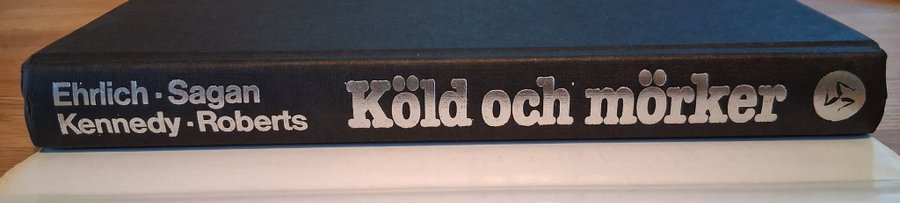 Ehrlich · Sagan
Kennedy · Roberts
Köld och mörker